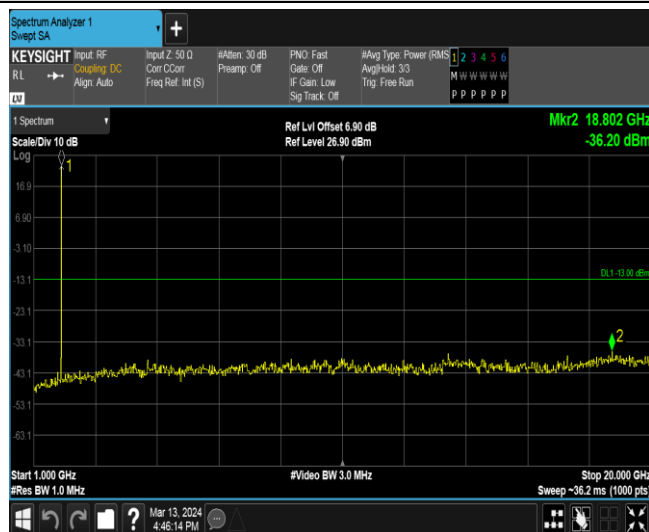 Spectrum Analyzer 1
Swept SA
+
KEYSIGHT
RL
LXI
Input: RF
Coupling: DC
Align: Auto
Input Z: 50 Ω
Corr CCorr
Freq Ref: Int (S)
#Atten: 30 dB
Preamp: Off
PNO: Fast
Gate: Off
IF Gain: Low
Sig Track: Off
#Avg Type: Power (RMS
Avg|Hold: 3/3
Trig: Free Run
1 2 3 4 5 6
M W W W W W
P P P P P P
1 Spectrum
Scale/Div 10 dB
Log
Ref Lvl Offset 6.90 dB
Ref Level 26.90 dBm
Mkr2 18.802 GHz
-36.20 dBm
1
16.9
6.90
-3.10
-13.1
DL1 -13.00 dBm
-23.1
-33.1
2
-43.1
-53.1
-63.1
Start 1.000 GHz
#Res BW 1.0 MHz
#Video BW 3.0 MHz
Stop 20.000 GHz
Sweep ~36.2 ms (1000 pts)
?
Mar 13, 2024
4:46:14 PM